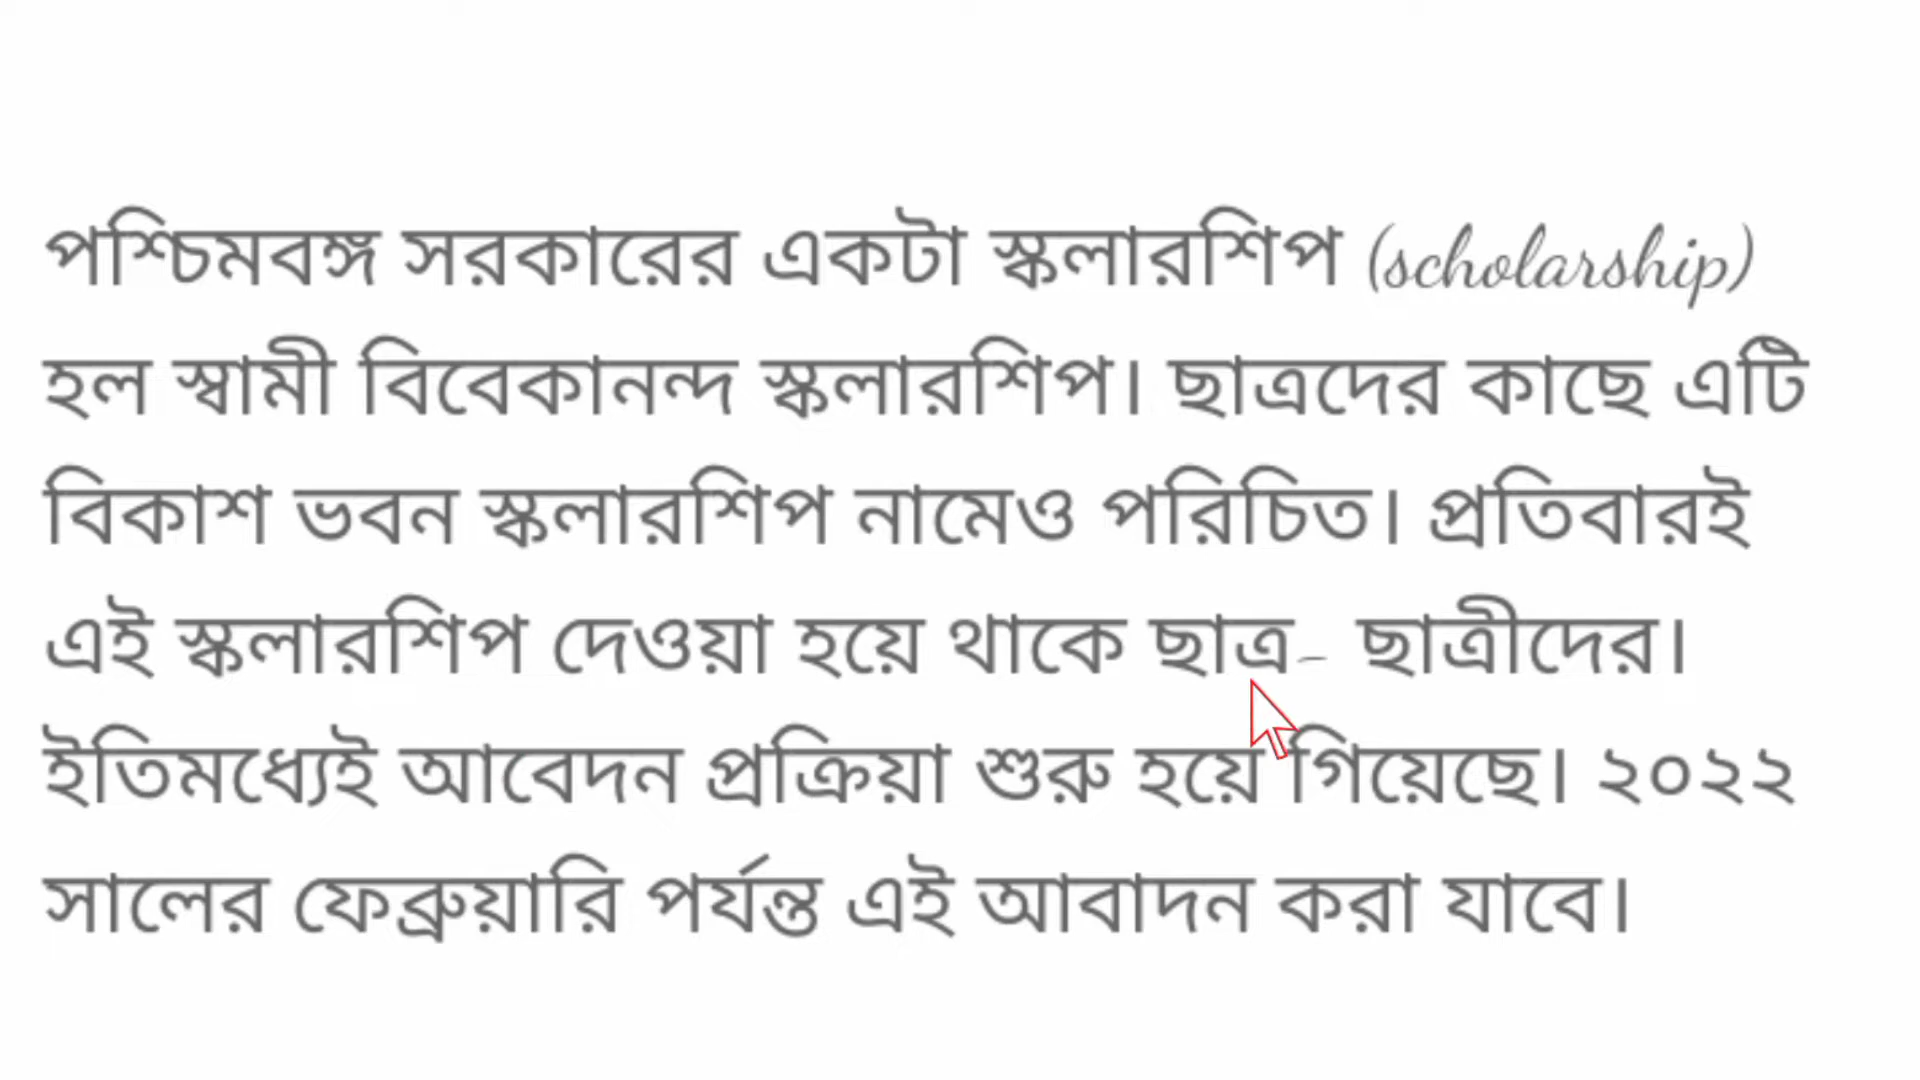 পশ্চিমবঙ্গ সরকারের একটা স্কলারশিপ (scholarship)
হল স্বামী বিবেকানন্দ স্কলারশিপ। ছাত্রদের কাছে এটি
বিকাশ ভবন স্কলারশিপ নামেও পরিচিত। প্রতিবারই
এই স্কলারশিপ দেওয়া হয়ে থাকে ছাত্র- ছাত্রীদের।
ইতিমধ্যেই আবেদন প্রক্রিয়া শুরু হয়ে গিয়েছে। ২০২২
সালের ফেব্রুয়ারি পর্যন্ত এই আবাদন করা যাবে।